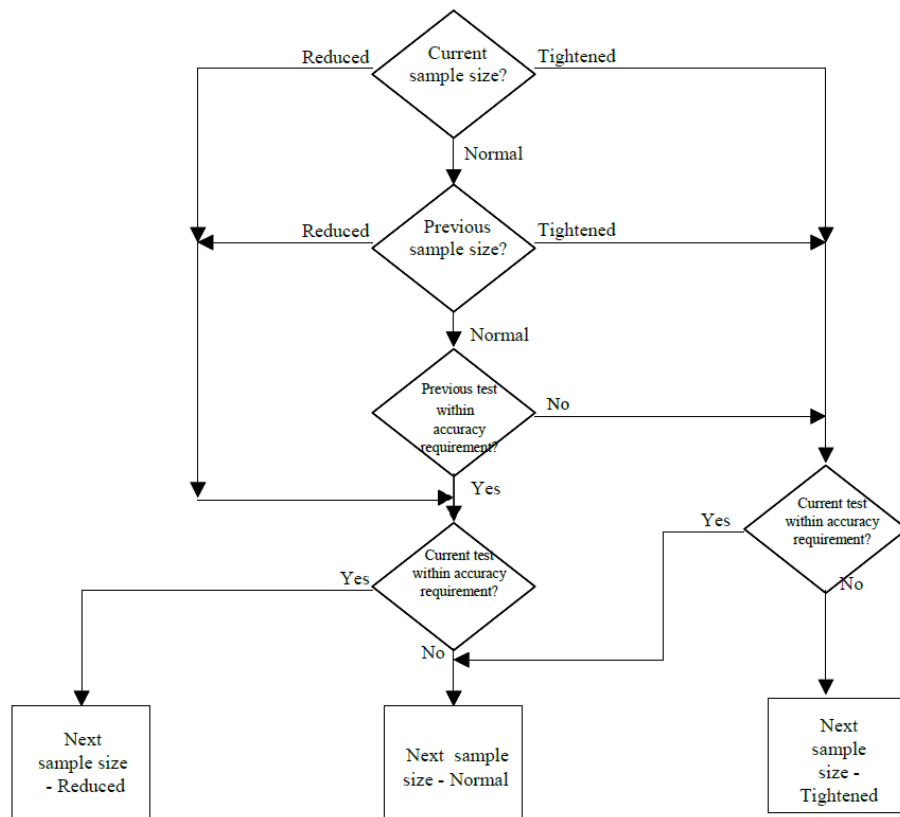 Reduced
Current
sample size?
Tightened
Normal
Reduced
Previous
sample size?
Tightened
Normal
Previous test
within
accuracy
requirement?
No
Yes
Current test
within accuracy
requirement?
Yes
No
Current test
within accuracy
requirement?
Yes
No
Next
sample size
- Reduced
Next sample
size - Normal
Next
sample
size -
Tightened